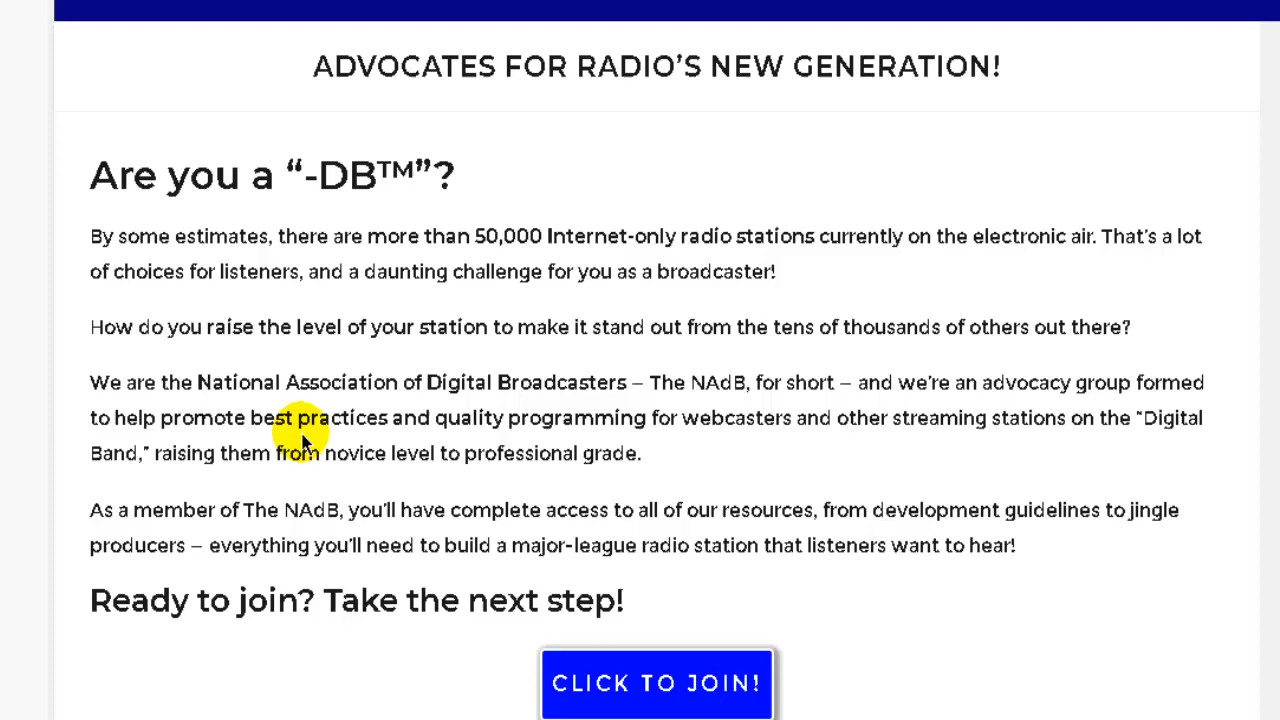 ADVOCATES FOR RADIO’S NEW GENERATION!
Are you a “-DB™”?
By some estimates, there are more than 50,000 Internet-only radio stations currently on the electronic air. That’s a lot
of choices for listeners, and a daunting challenge for you as a broadcaster!
How do you raise the level of your station to make it stand out from the tens of thousands of others out there?
We are the National Association of Digital Broadcasters – The NAdB, for short – and we’re an advocacy group formed
to help promote best practices and quality programming for webcasters and other streaming stations on the “Digital
Band,” raising them from novice level to professional grade.
As a member of The NAdB, you’ll have complete access to all of our resources, from development guidelines to jingle
producers – everything you’ll need to build a major-league radio station that listeners want to hear!
Ready to join? Take the next step!
CLICK TO JOIN!